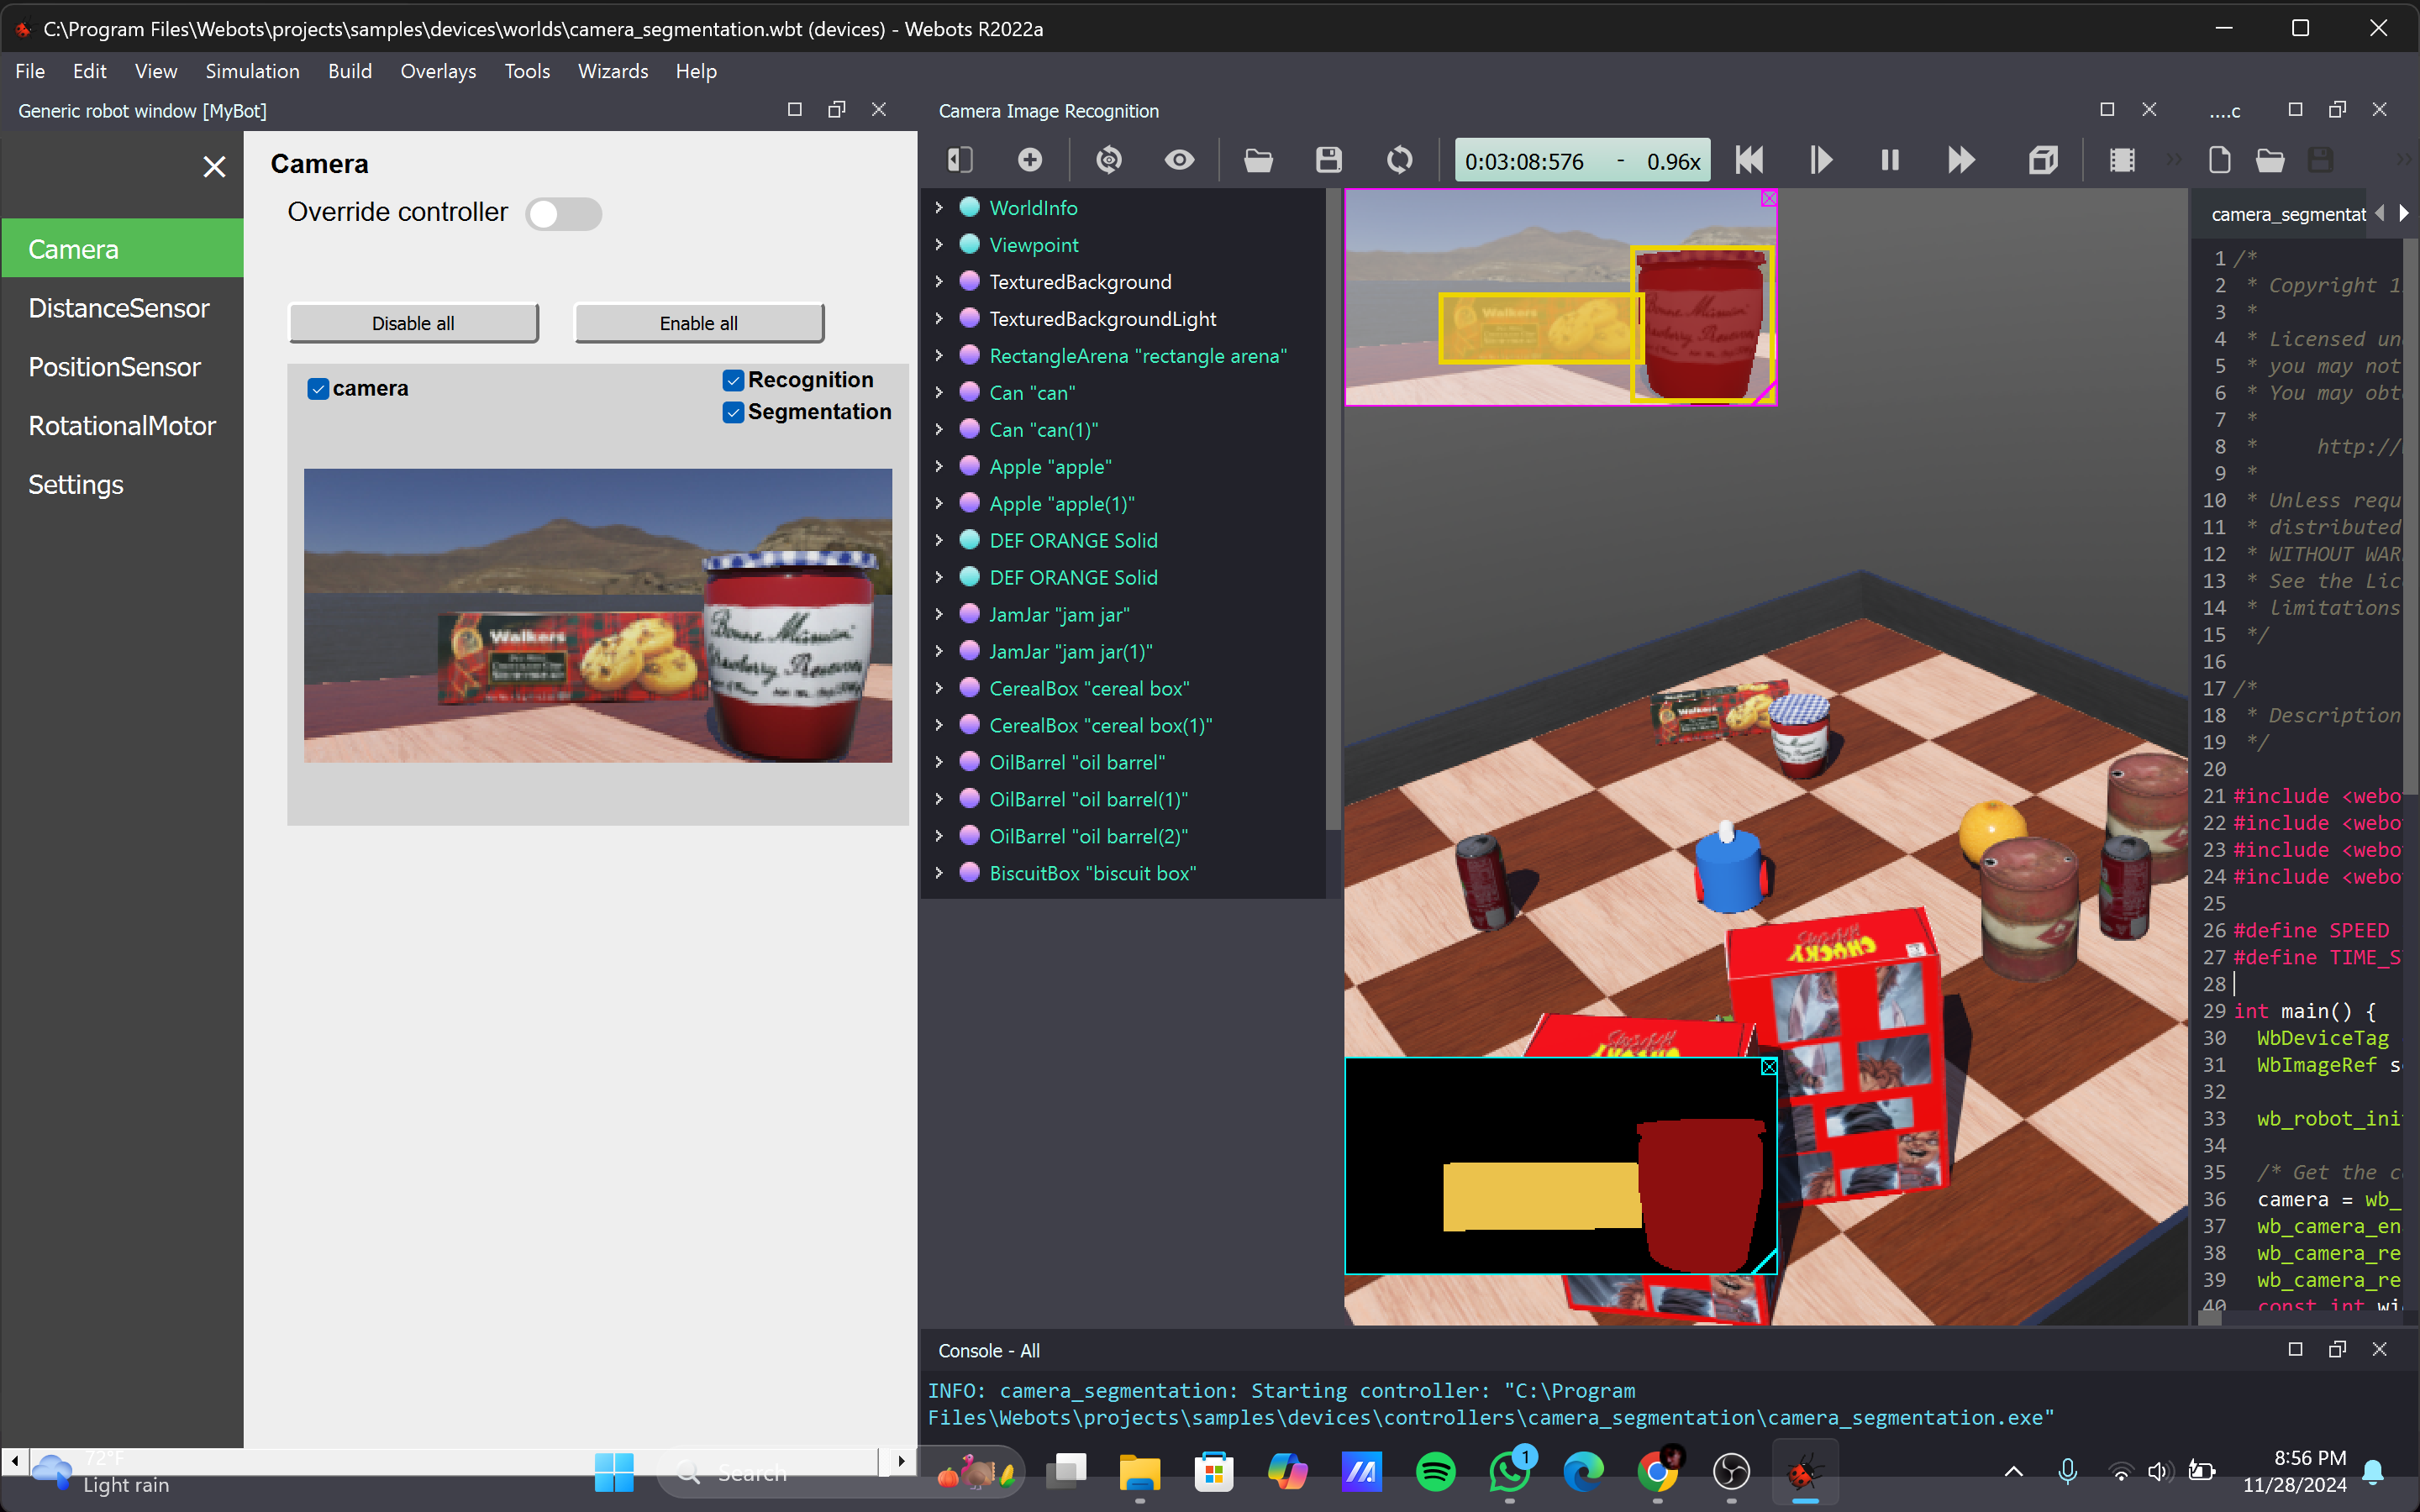 C:\Program Files\Webots\projects\samples\devices\worlds\camera_segmentation.wbt (devices) - Webots R2022a
File Edit View Simulation Build Overlays Tools Wizards Help
Generic robot window [MyBot]
Camera
DistanceSensor
PositionSensor
RotationalMotor
Settings
Camera
Override controller
Disable all Enable all
camera
Recognition
Segmentation
Walkers
Bonne Maman
Camera Image Recognition
0:03:08:576 - 0.96x
WorldInfo
Viewpoint
TexturedBackground
TexturedBackgroundLight
RectangleArena "rectangle arena"
Can "can"
Can "can(1)"
Apple "apple"
Apple "apple(1)"
DEF ORANGE Solid
DEF ORANGE Solid
JamJar "jam jar"
JamJar "jam jar(1)"
CerealBox "cereal box"
CerealBox "cereal box(1)"
OilBarrel "oil barrel"
OilBarrel "oil barrel(1)"
OilBarrel "oil barrel(2)"
BiscuitBox "biscuit box"
Walkers
CHUCKY
CHUCKY
....c
camera_segmentat
1 /*
2 * Copyright 1
3 *
4 * Licensed un
5 * you may not
6 * You may obt
7 *
8 * http://
9 *
10 * Unless requ
11 * distributed
12 * WITHOUT WAR
13 * See the Lic
14 * limitations
15 */
16
17 /*
18 * Description
19 */
20
21 #include <webo
22 #include <webo
23 #include <webo
24 #include <webo
25
26 #define SPEED
27 #define TIME_S
28
29 int main() {
30 WbDeviceTag
31 WbImageRef s
32
33 wb_robot_ini
34
35 /* Get the c
36 camera = wb_
37 wb_camera_en
38 wb_camera_re
39 wb_camera_re
40 const int wi
Console - All
INFO: camera_segmentation: Starting controller: "C:\Program
Files\Webots\projects\samples\devices\controllers\camera_segmentation\camera_segmentation.exe"
72°F
Light rain
Search
1
8:56 PM
11/28/2024